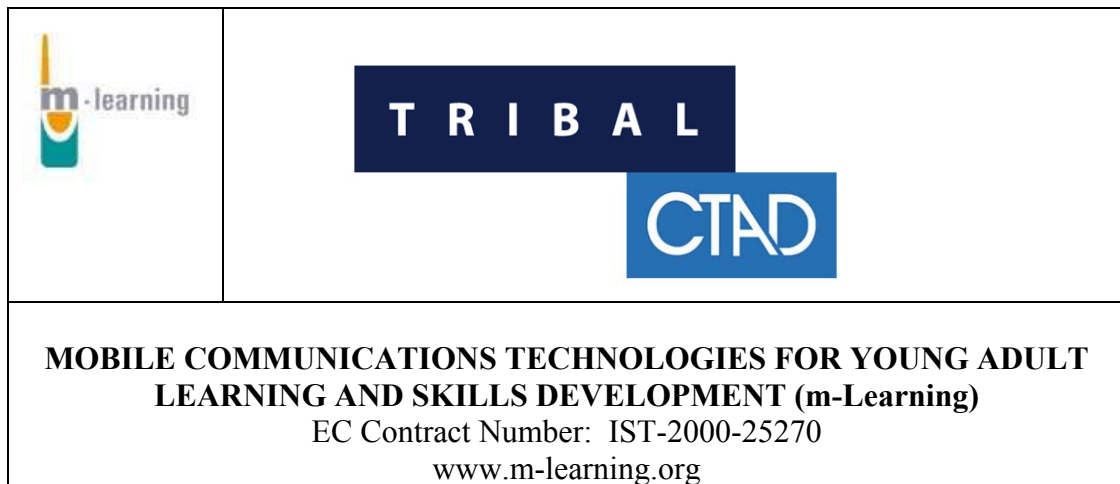 m-learning
TRIBAL
CTAD
MOBILE COMMUNICATIONS TECHNOLOGIES FOR YOUNG ADULT
LEARNING AND SKILLS DEVELOPMENT (m-Learning)
EC Contract Number: IST-2000-25270
www.m-learning.org